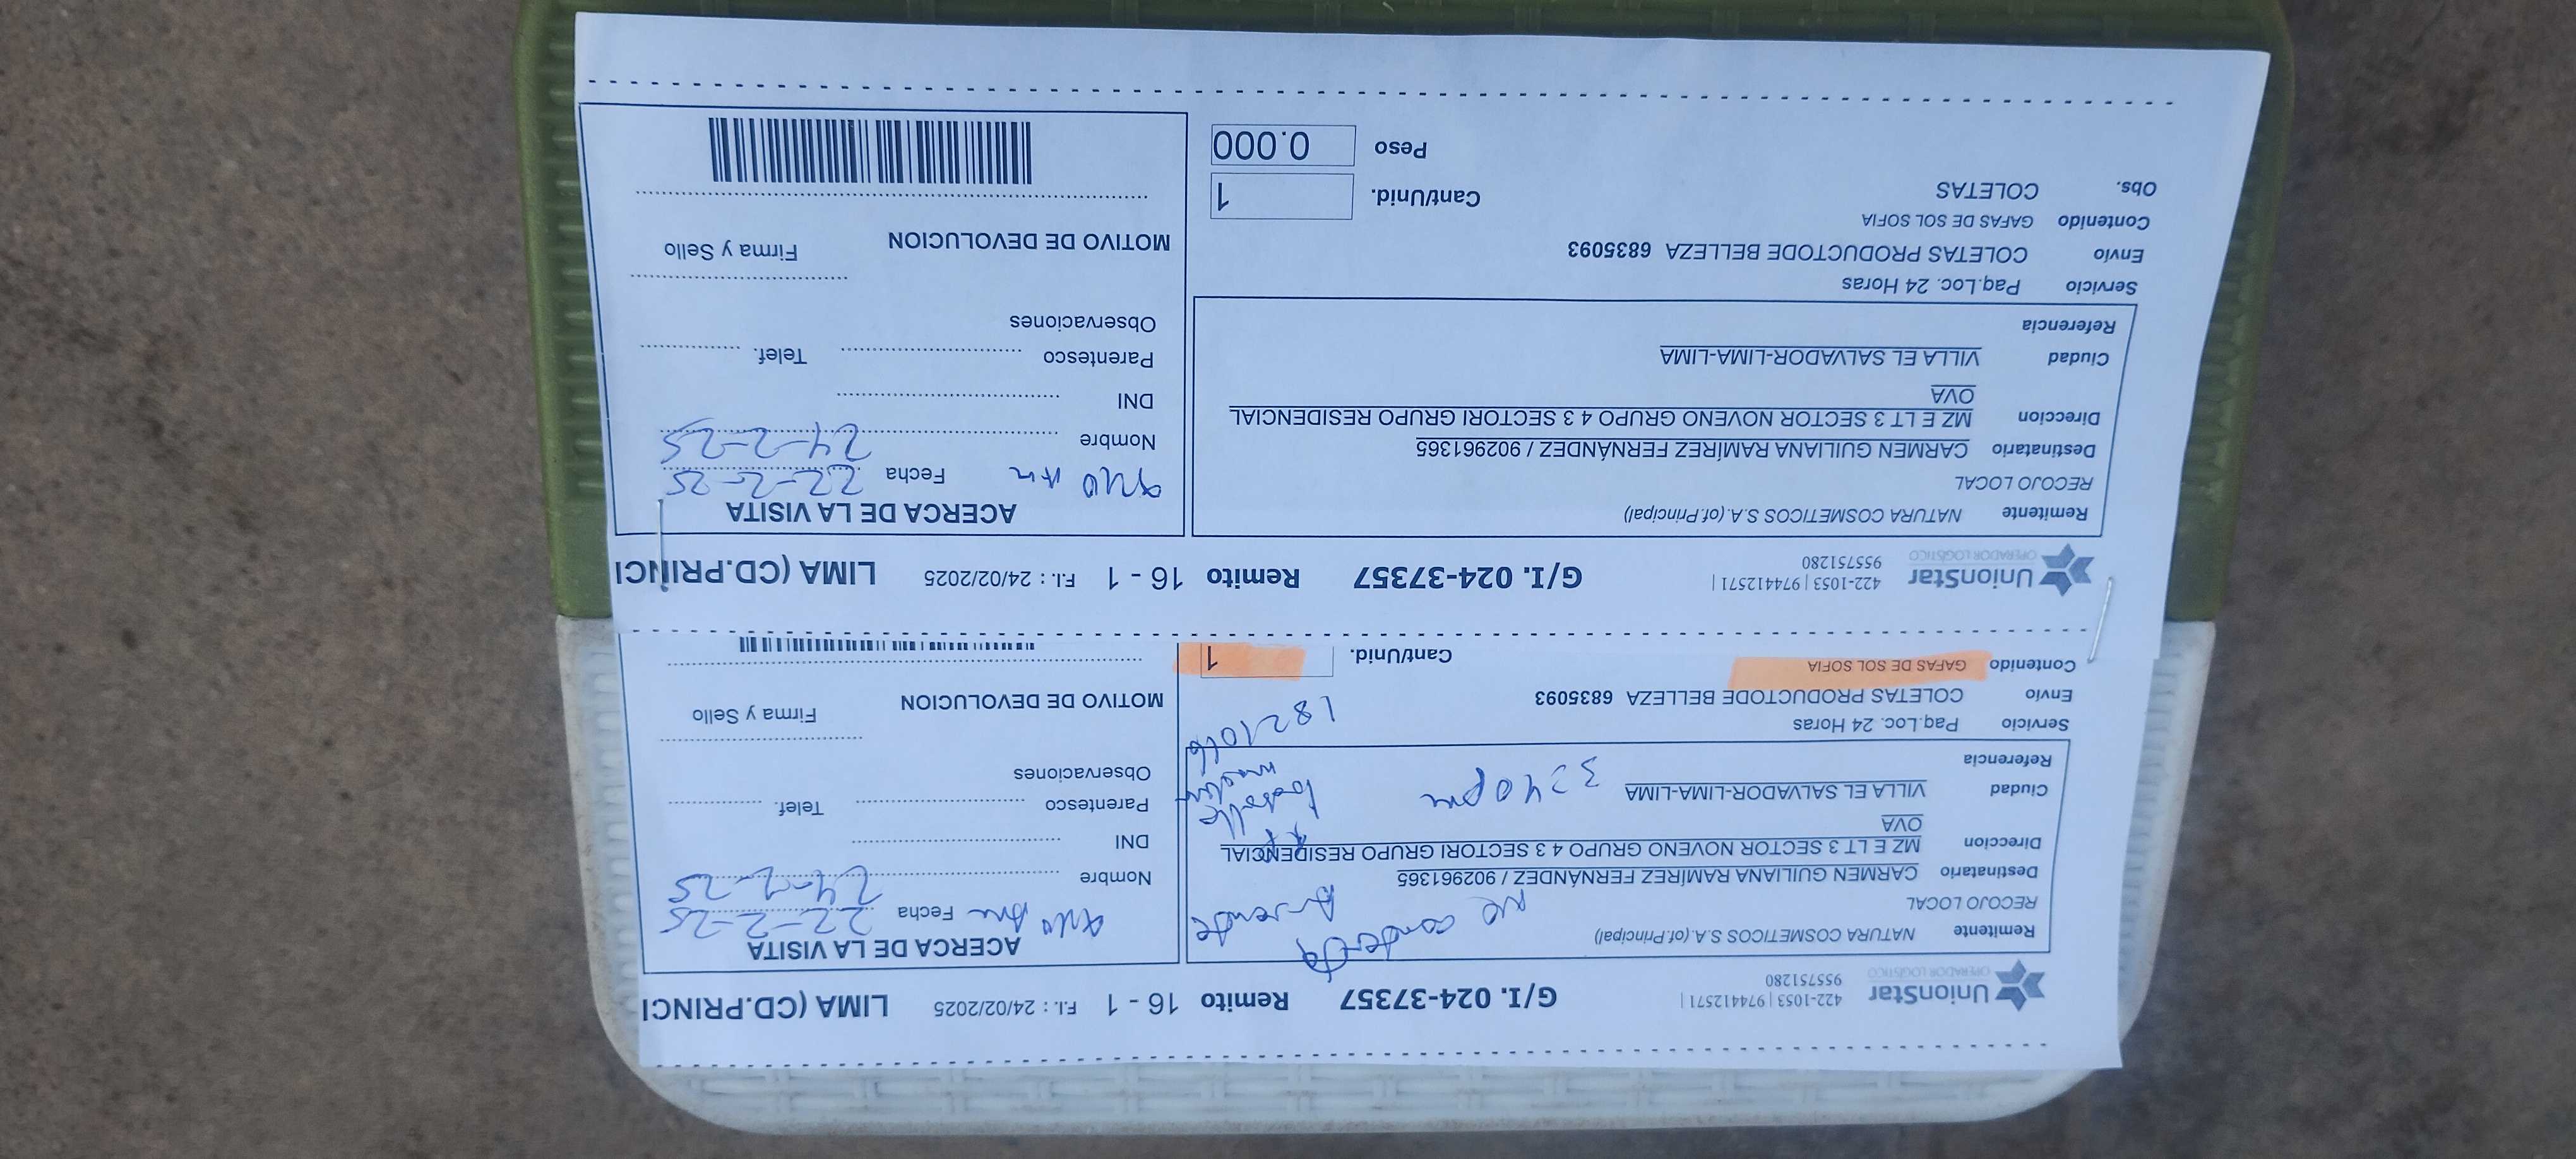 UnionStar
OPERADOR LOGÍSTICO
422-1053 | 974412571 |
955751280
G/I. 024-37357 Remito 16 - 1 F.I. : 24/02/2025 LIMA (CD.PRINCI
Remitente NATURA COSMETICOS S.A. (of.Principal)
RECOJO LOCAL
Destinatario CARMEN GUILIANA RAMÍREZ FERNÁNDEZ / 902961365
Direccion MZ E LT 3 SECTOR NOVENO GRUPO 4 3 SECTORI GRUPO RESIDENCIAL
OVA
Ciudad VILLA EL SALVADOR-LIMA-LIMA
3:40pm
Referencia
Servicio Paq.Loc. 24 Horas
Envio COLETAS PRODUCTODE BELLEZA 6835093
Contenido GAFAS DE SOL SOFIA
Cant/Unid. 1
182106
ACERCA DE LA VISITA
Fecha 22-2-25
24-2-25
Nombre
DNI
Parentesco Telef.
Observaciones
MOTIVO DE DEVOLUCION Firma y Sello
UnionStar
OPERADOR LOGÍSTICO
422-1053 | 974412571 |
955751280
G/I. 024-37357 Remito 16 - 1 F.I. : 24/02/2025 LIMA (CD.PRINCI
Remitente NATURA COSMETICOS S.A. (of.Principal)
RECOJO LOCAL
Destinatario CARMEN GUILIANA RAMÍREZ FERNÁNDEZ / 902961365
Direccion MZ E LT 3 SECTOR NOVENO GRUPO 4 3 SECTORI GRUPO RESIDENCIAL
OVA
Ciudad VILLA EL SALVADOR-LIMA-LIMA
Referencia
Servicio Paq.Loc. 24 Horas
Envio COLETAS PRODUCTODE BELLEZA 6835093
Contenido GAFAS DE SOL SOFIA
Obs. COLETAS
Cant/Unid. 1
Peso 0.000
ACERCA DE LA VISITA
Fecha 22-2-25
24-2-25
Nombre
DNI
Parentesco Telef.
Observaciones
MOTIVO DE DEVOLUCION Firma y Sello